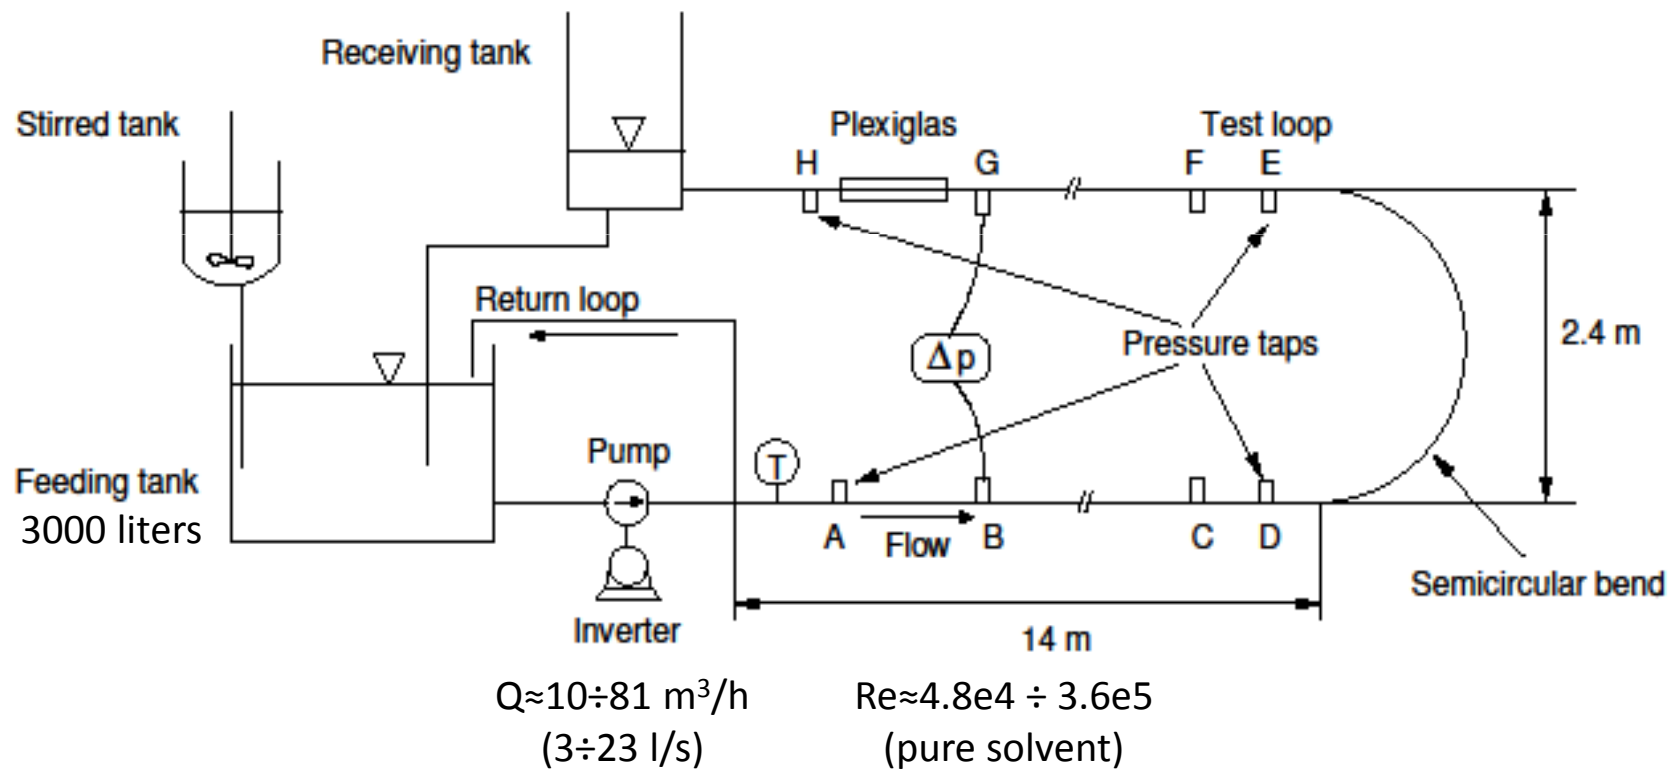 Receiving tank
Stirred tank
Plexiglas
Test loop
H
G
F
E
Return loop
Δp
Pressure taps
2.4 m
Pump
T
Feeding tank
3000 liters
A
Flow
B
C
D
Semicircular bend
Inverter
14 m
Q≈10÷81 m³/h
(3÷23 l/s)
Re≈4.8e4 ÷ 3.6e5
(pure solvent)